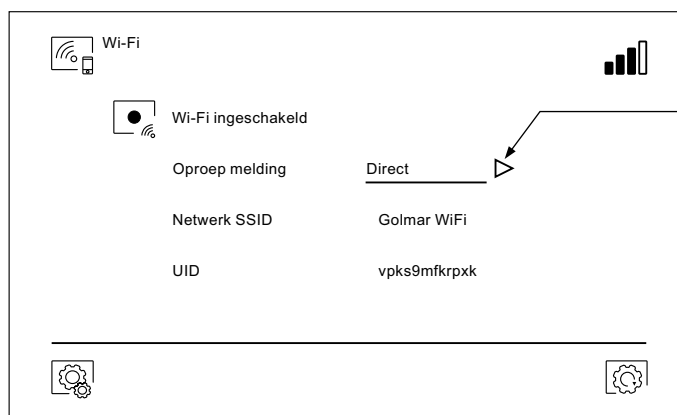 Wi-Fi
Wi-Fi ingeschakeld
Oproep melding Direct
Netwerk SSID Golmar WiFi
UID vpks9mfkrpxk